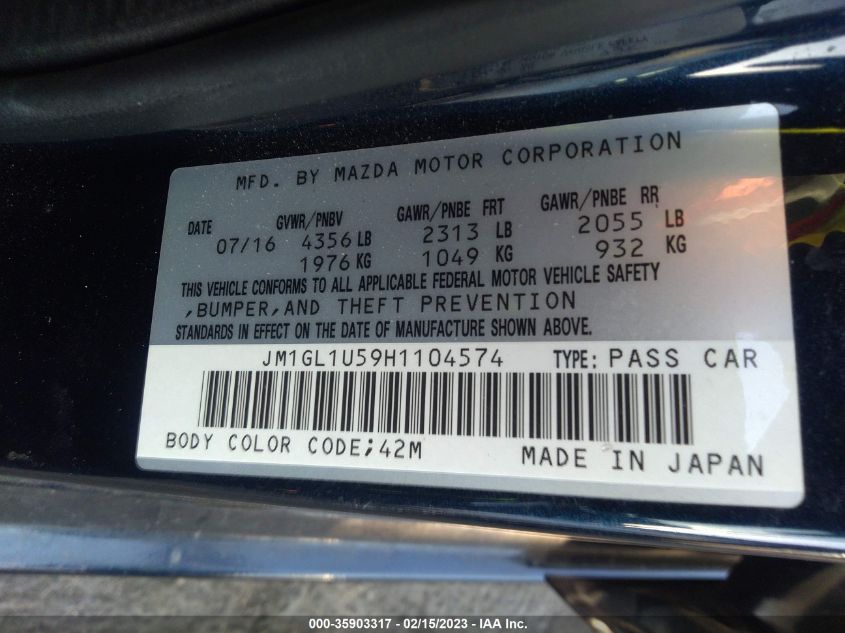 MFD. BY MAZDA MOTOR CORPORATION
DATE GVWR/PNBV GAWR/PNBE FRT GAWR/PNBE RR
07/16 4356 LB 2313 LB 2055 LB
1976 KG 1049 KG 932 KG
THIS VEHICLE CONFORMS TO ALL APPLICABLE FEDERAL MOTOR VEHICLE SAFETY
,BUMPER,AND THEFT PREVENTION
STANDARDS IN EFFECT ON THE DATE OF MANUFACTURE SHOWN ABOVE.
JM1GL1U59H1104574 TYPE: PASS CAR
BODY COLOR CODE;42M MADE IN JAPAN
000-35903317 - 02/15/2023 - IAA Inc.